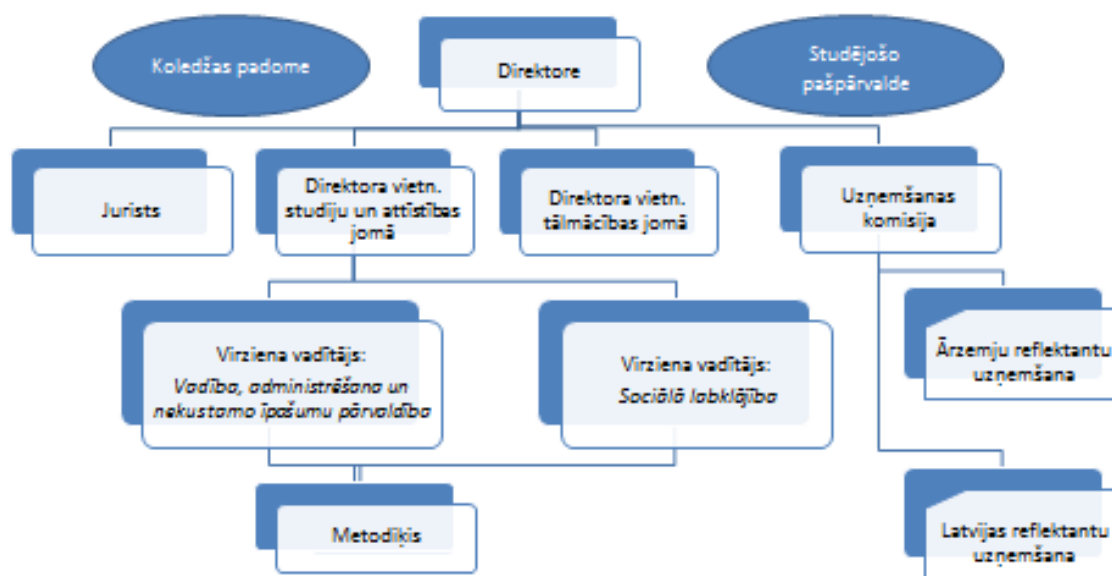 Koledžas padome
Direktore
Studējošo
pašpārvalde
Jurists
Direktora vietn.
studiju un attīstības
jomā
Direktora vietn.
tālmācības jomā
Uzņemšanas
komisija
Virziena vadītājs:
Vadība, administrēšana un
nekustamo īpašumu pārvaldība
Virziena vadītājs:
Sociālā labklājība
Ārzemju reflektantu
uzņemšana
Metodiķis
Latvijas reflektantu
uzņemšana